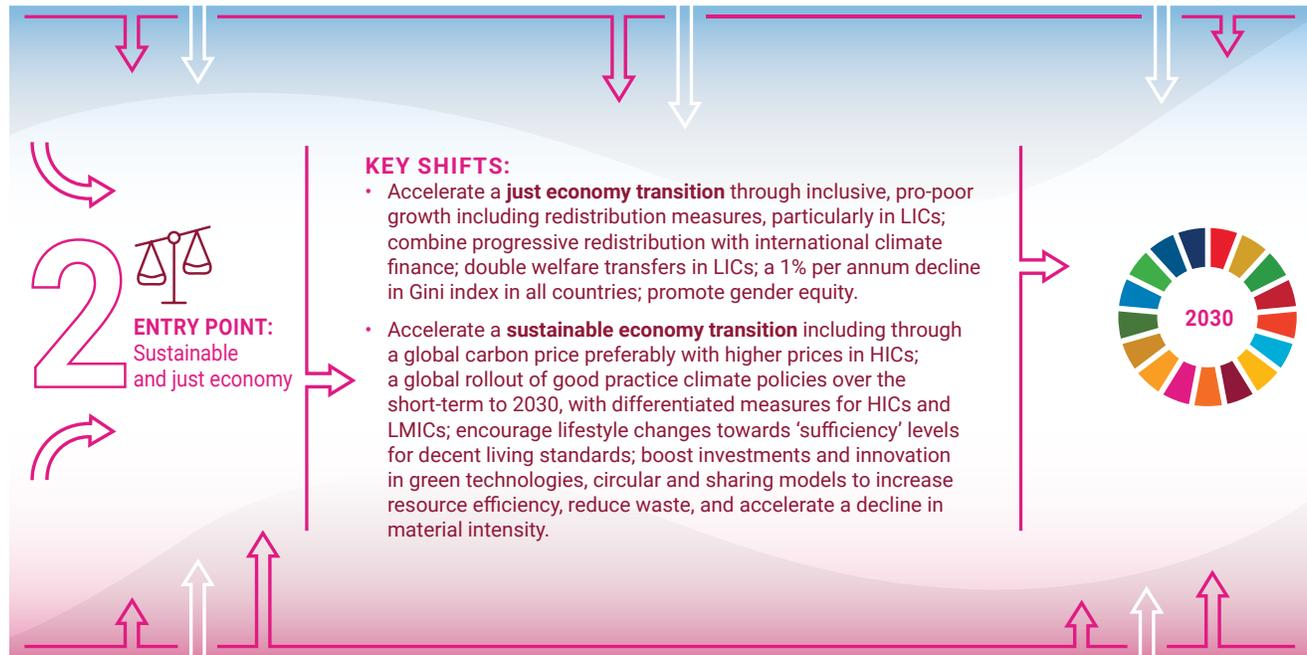 KEY SHIFTS:
• Accelerate a just economy transition through inclusive, pro-poor
growth including redistribution measures, particularly in LICs;
combine progressive redistribution with international climate
finance; double welfare transfers in LICs; a 1% per annum decline
in Gini index in all countries; promote gender equity.
• Accelerate a sustainable economy transition including through
a global carbon price preferably with higher prices in HICs;
a global rollout of good practice climate policies over the
short-term to 2030, with differentiated measures for HICs and
LMICs; encourage lifestyle changes towards ‘sufficiency’ levels
for decent living standards; boost investments and innovation
in green technologies, circular and sharing models to increase
resource efficiency, reduce waste, and accelerate a decline in
material intensity.
2
ENTRY POINT:
Sustainable
and just economy
2030